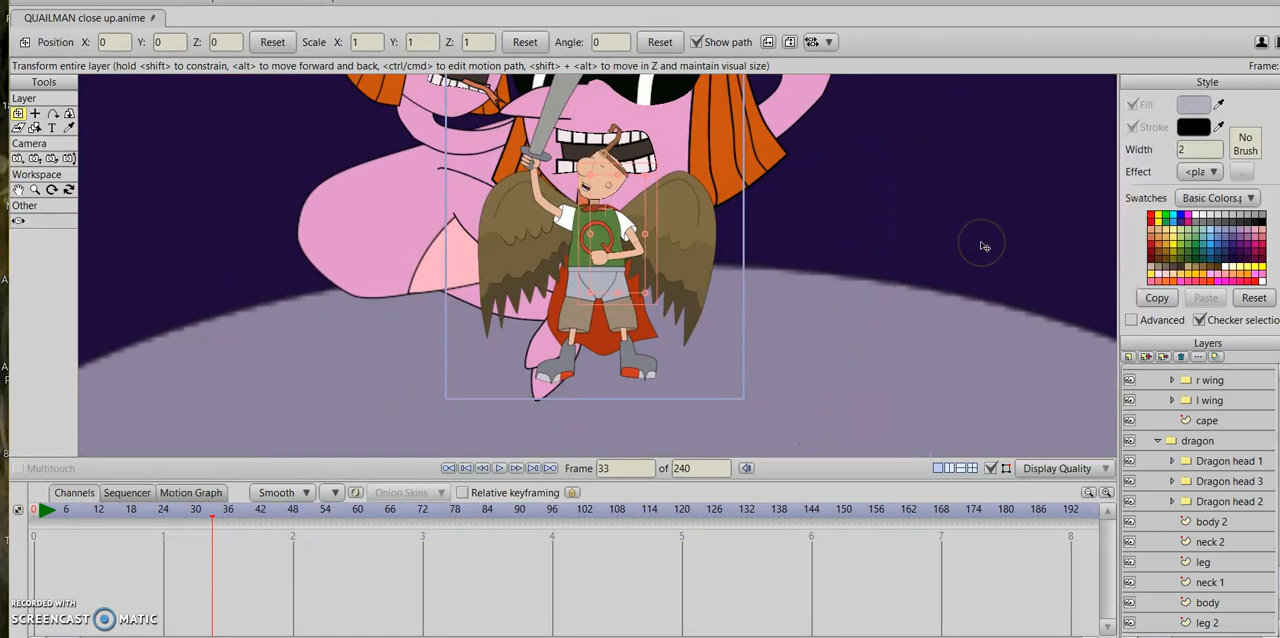 QUAILMAN close up.anime
Position X: 0 Y: 0 Z: 0 Reset Scale X: 1 Y: 1 Z: 1 Reset Angle: 0 Reset Show path
Transform entire layer (hold <shift> to constrain, <alt> to move forward and back, <ctrl/cmd> to edit motion path, <shift> + <alt> to move in Z and maintain visual size) Frame:
Tools
Layer
T
Camera
Workspace
Other
Q
Style
Fill
Stroke
Width 2
No
Brush
Effect <pla ...
Swatches Basic Colors.
Copy Paste Reset
Advanced Checker selectio
Layers
r wing
l wing
cape
dragon
Dragon head 1
Dragon head 3
Dragon head 2
body 2
neck 2
leg
neck 1
body
leg 2
Multitouch Frame 33 of 240 Display Quality
Channels Sequencer Motion Graph Smooth Onion Skins Relative keyframing
0 6 12 18 24 30 36 42 48 54 60 66 72 78 84 90 96 102 108 114 120 126 132 138 144 150 156 162 168 174 180 186 192
0 1 2 3 4 5 6 7 8
RECORDED WITH
SCREENCAST MATIC